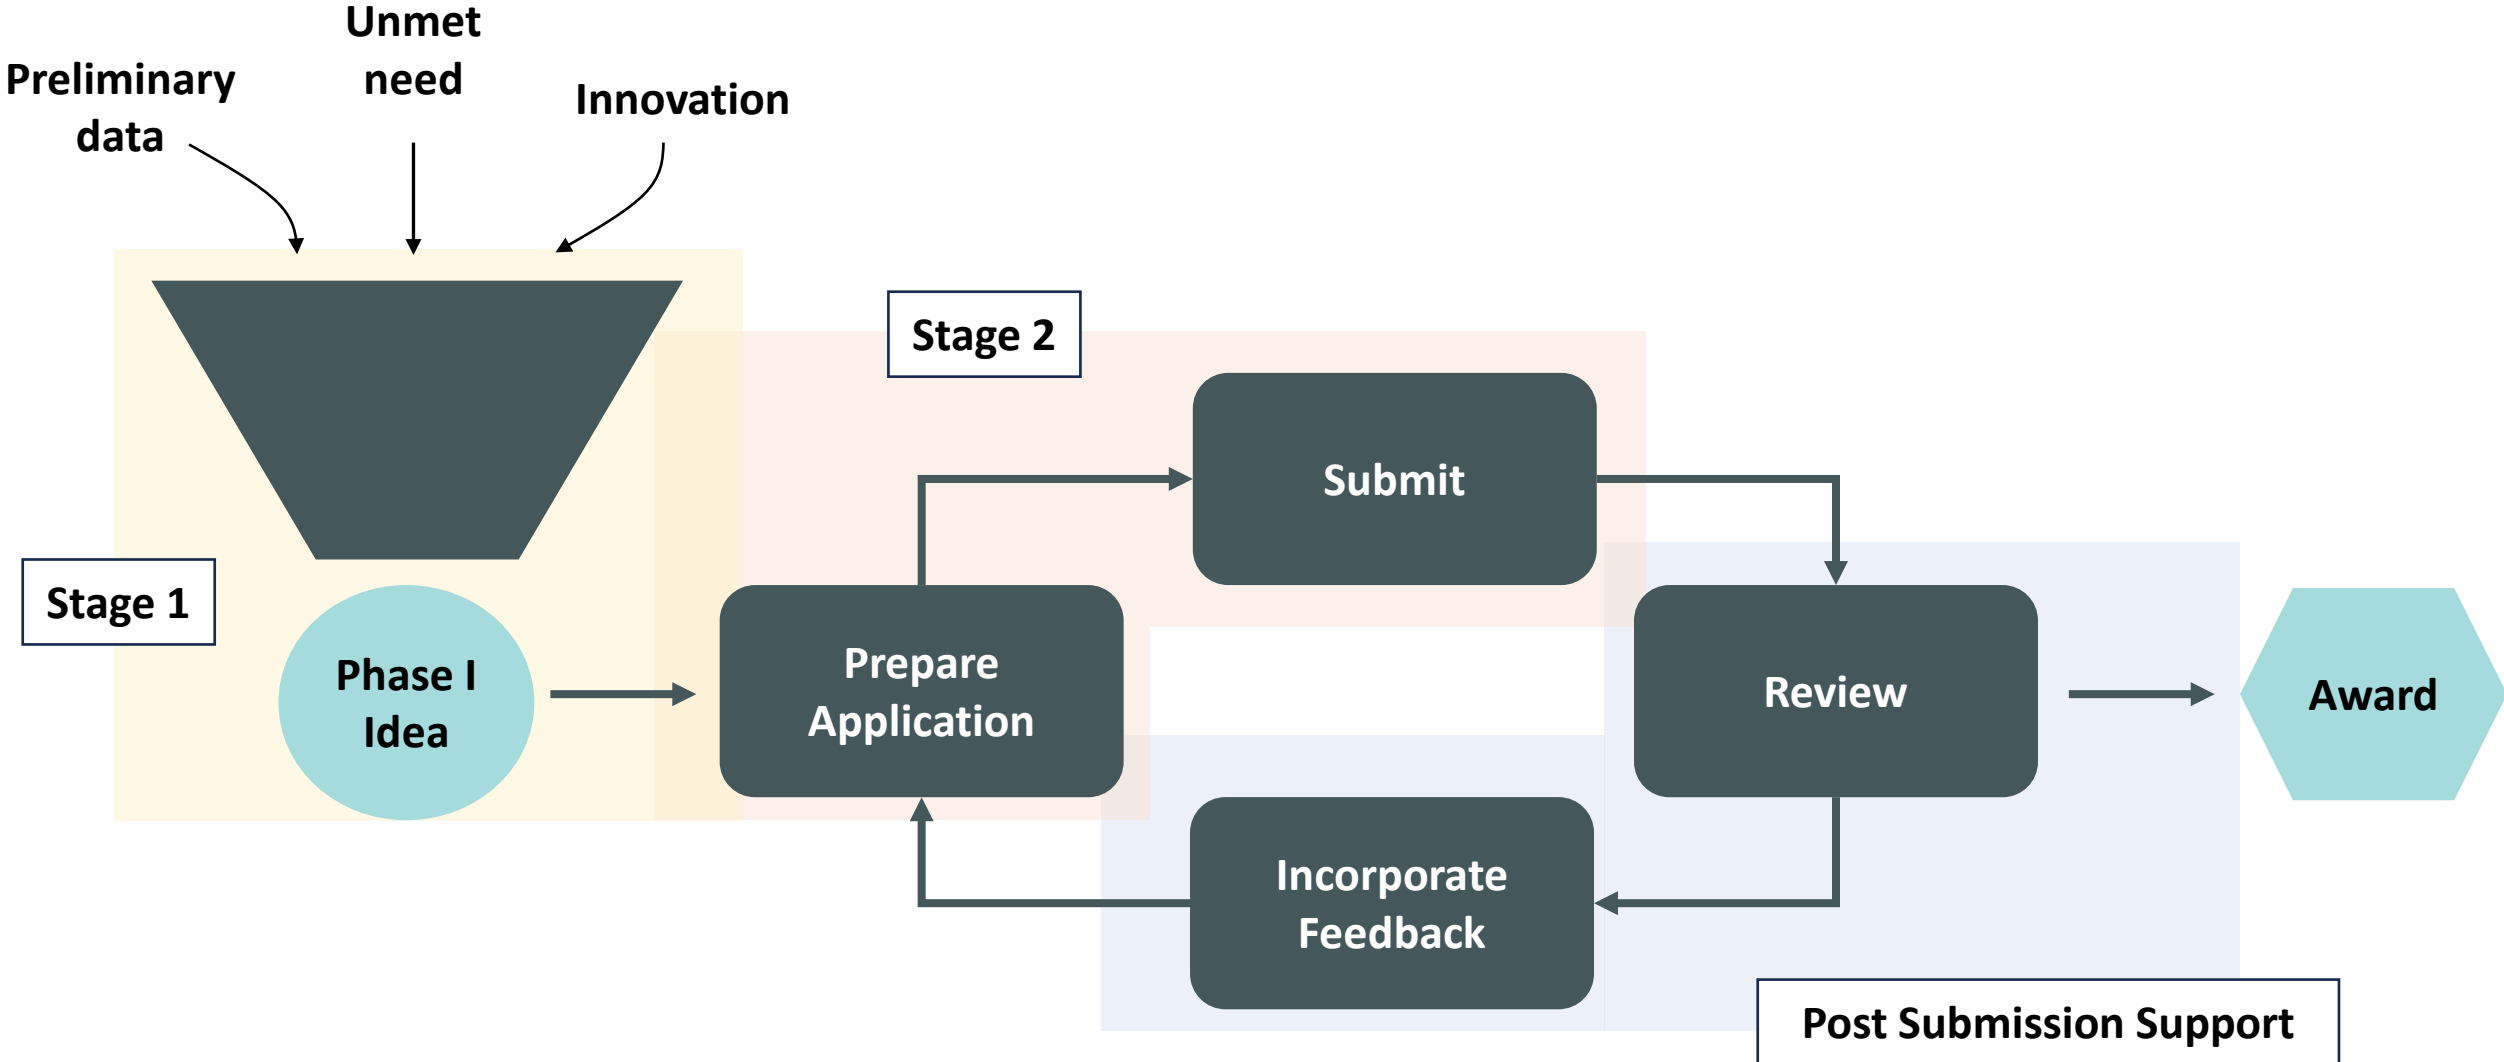 Unmet
need
Preliminary
data
Innovation
Stage 2
Submit
Stage 1
Phase I
Idea
Prepare
Application
Review
Award
Incorporate
Feedback
Post Submission Support